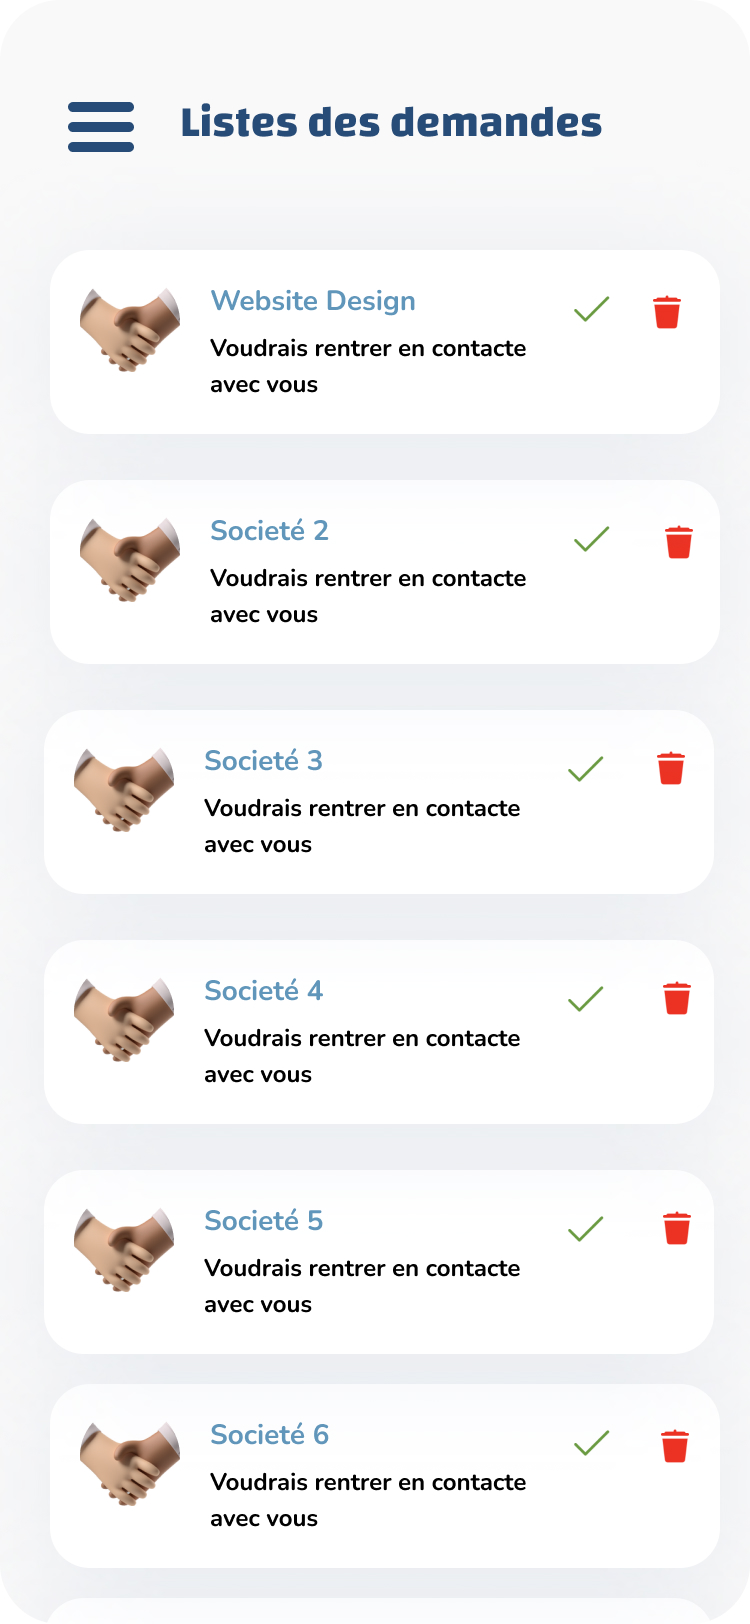 Listes des demandes
Website Design
Voudrais rentrer en contacte
avec vous
Societé 2
Voudrais rentrer en contacte
avec vous
Societé 3
Voudrais rentrer en contacte
avec vous
Societé 4
Voudrais rentrer en contacte
avec vous
Societé 5
Voudrais rentrer en contacte
avec vous
Societé 6
Voudrais rentrer en contacte
avec vous